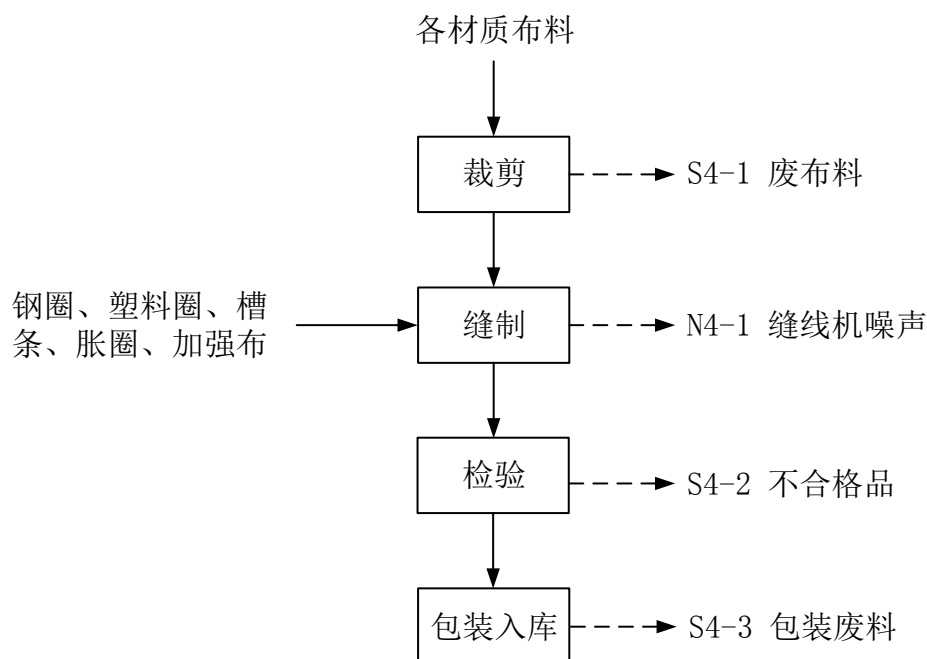 各材质布料
裁剪
S4-1 废布料
钢圈、塑料圈、槽
条、胀圈、加强布
缝制
N4-1 缝线机噪声
检验
S4-2 不合格品
包装入库
S4-3 包装废料